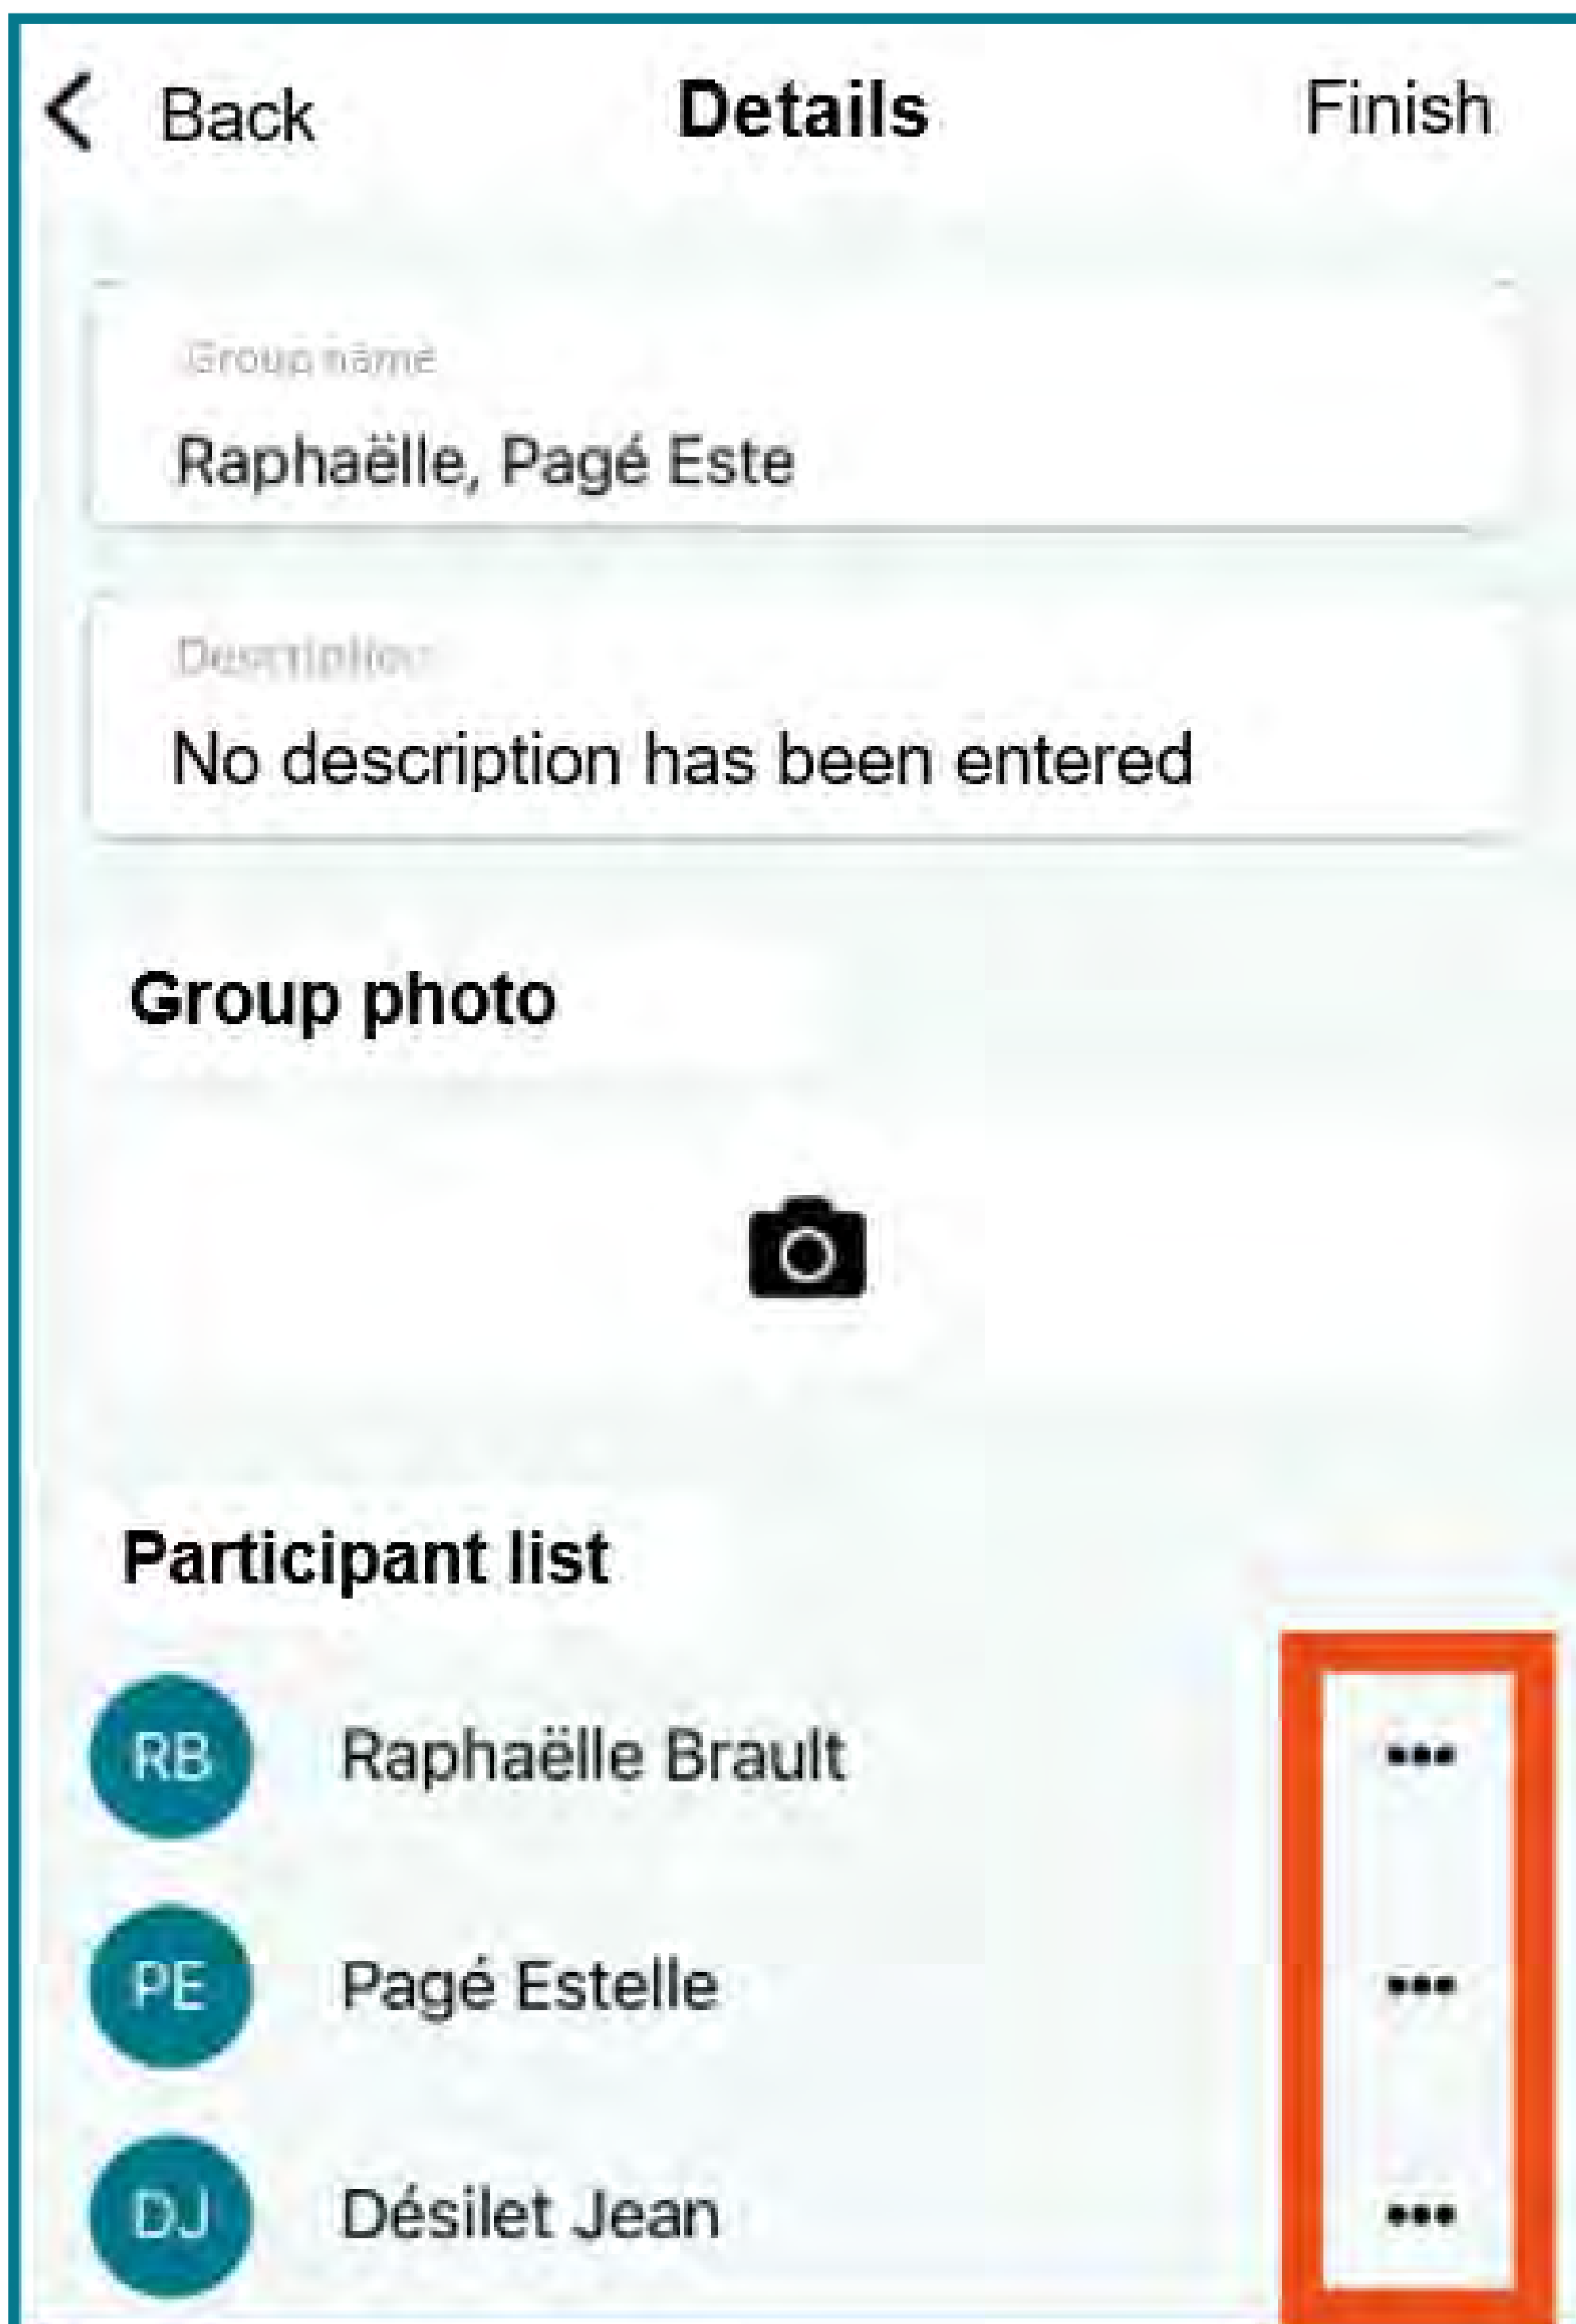 Back Details Finish
Group name
Raphaëlle, Pagé Este
Description
No description has been entered
Group photo
Participant list
RB Raphaëlle Brault •••
PE Pagé Estelle •••
DJ Désilet Jean •••